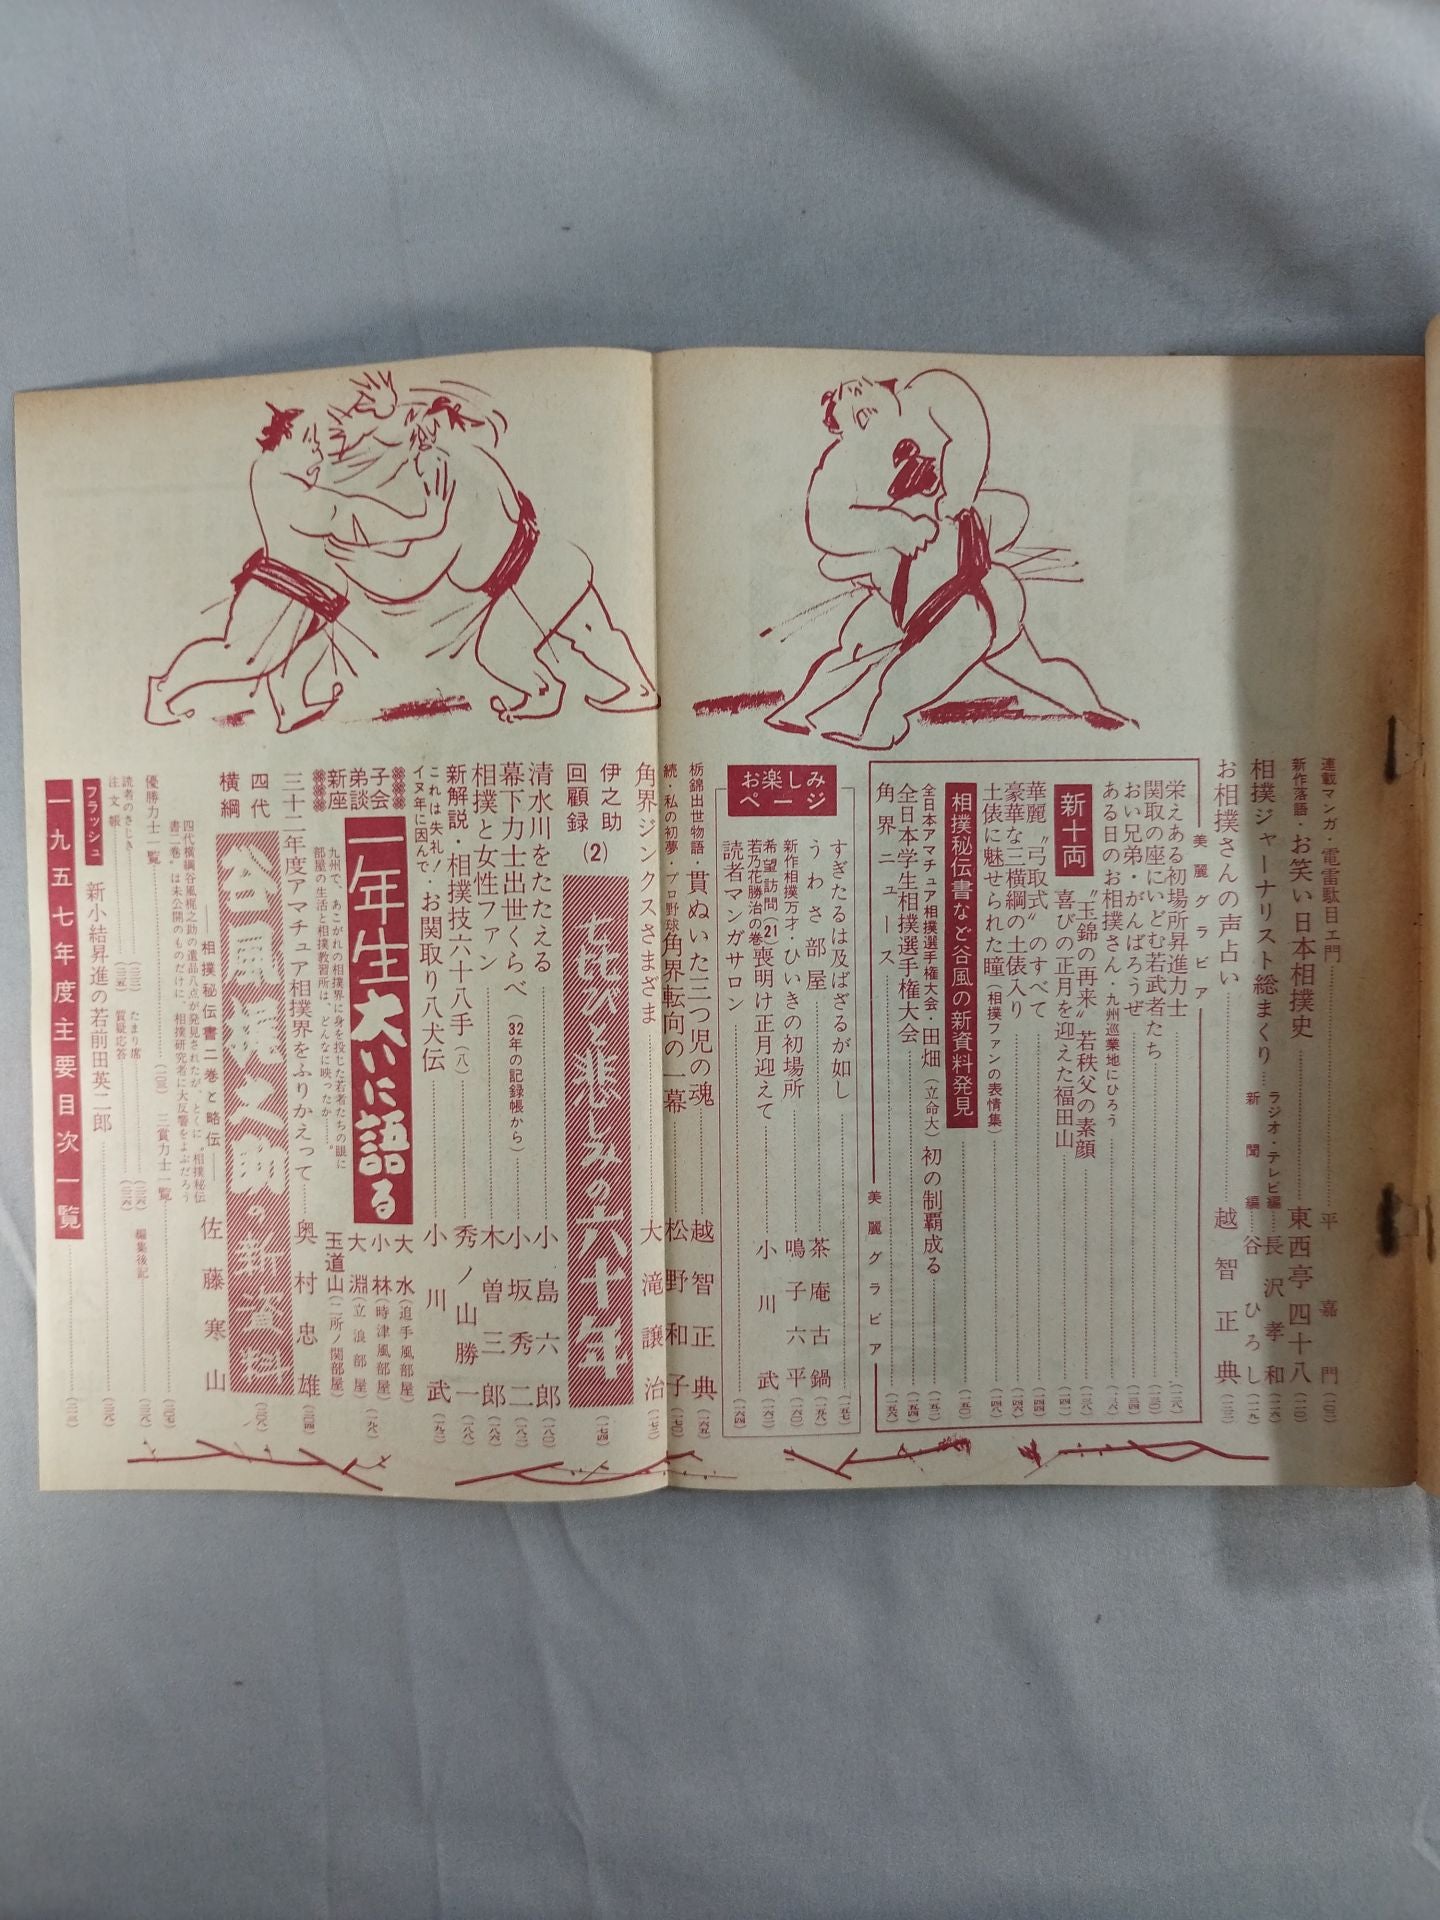 連載マンガ・電雷駄目エ門……平嘉門(一〇三)
新作落語・お笑い日本相撲史……東西亭四十八(一一〇)
相撲ジャーナリスト総まくり…
ラジオ・テレビ編…長沢孝和(一一六)
新聞編…谷ひろし(一一九)
お相撲さんの声占い……越智正典
美麗グラビア
栄えある初場所昇進力士
関取の座にいどむ若武者たち
おい兄弟・がんばろうぜ
ある日のお相撲さん・九州巡業地にひろう
新十両
“玉錦の再来”若秩父の素顔
喜びの正月を迎えた福田山
華麗“弓取式”のすべて
豪華な三横綱の土俵入り
土俵に魅せられた瞳(相撲ファンの表情集)
相撲秘伝書など谷風の新資料発見
全日本アマチュア相撲選手権大会・田畑(立命大)初の制覇成る
全日本学生相撲選手権大会
角界ニュース
美麗グラビア
お楽しみページ
すぎたるは及ばざるが如し
うわさ部屋……茶庵古鍋
新作相撲万才・ひいきの初場所……鳴子六平
希望訪問(21)若乃花勝治の巻 喪明け正月迎えて……小川武
読者マンガサロン
栃錦出世物語・貫ぬいた三つ児の魂……越智正典
続・私の初夢・プロ野球 角界転向の一幕……松野和子
角界ジンクスさまざま……大滝譲治
伊之助回顧録(2) 喜びと悲しみの六十年
清水川をたたえる……小島六郎
幕下力士出世くらべ(32年の記録帳から)……小坂秀二
相撲と女性ファン……木曽三郎
新解説・相撲技六十八手(八)……秀ノ山勝一
これは失礼!イヌ年に因んで・お関取り八犬伝……小川武
新弟子座談会
一年生大いに語る
九州で、あこがれの相撲界に身を投じた若者たちの眼に
部屋の生活と相撲教習所は、どんなに映ったか……。
大水(追手風部屋)
小林(時津風部屋)
大淵(立浪部屋)
玉道山(二所ノ関部屋)
三十二年度アマチュア相撲界をふりかえって……奥村忠雄
四代横綱 谷風梶之助の新資料
――相撲秘伝書二巻と略伝――佐藤寒山
四代横綱谷風梶之助の遺品八点が発見されたが、とくに“相撲秘伝
書二巻”は未公開のものだけに、相撲研究者に大反響をよぶだろう
優勝力士一覧……三賞力士一覧……
読者のさじき……たまり席……編集後記……
注文帳……質疑応答……
フラッシュ 新小結昇進の若前田英二郎
一九五七年度主要目次一覧